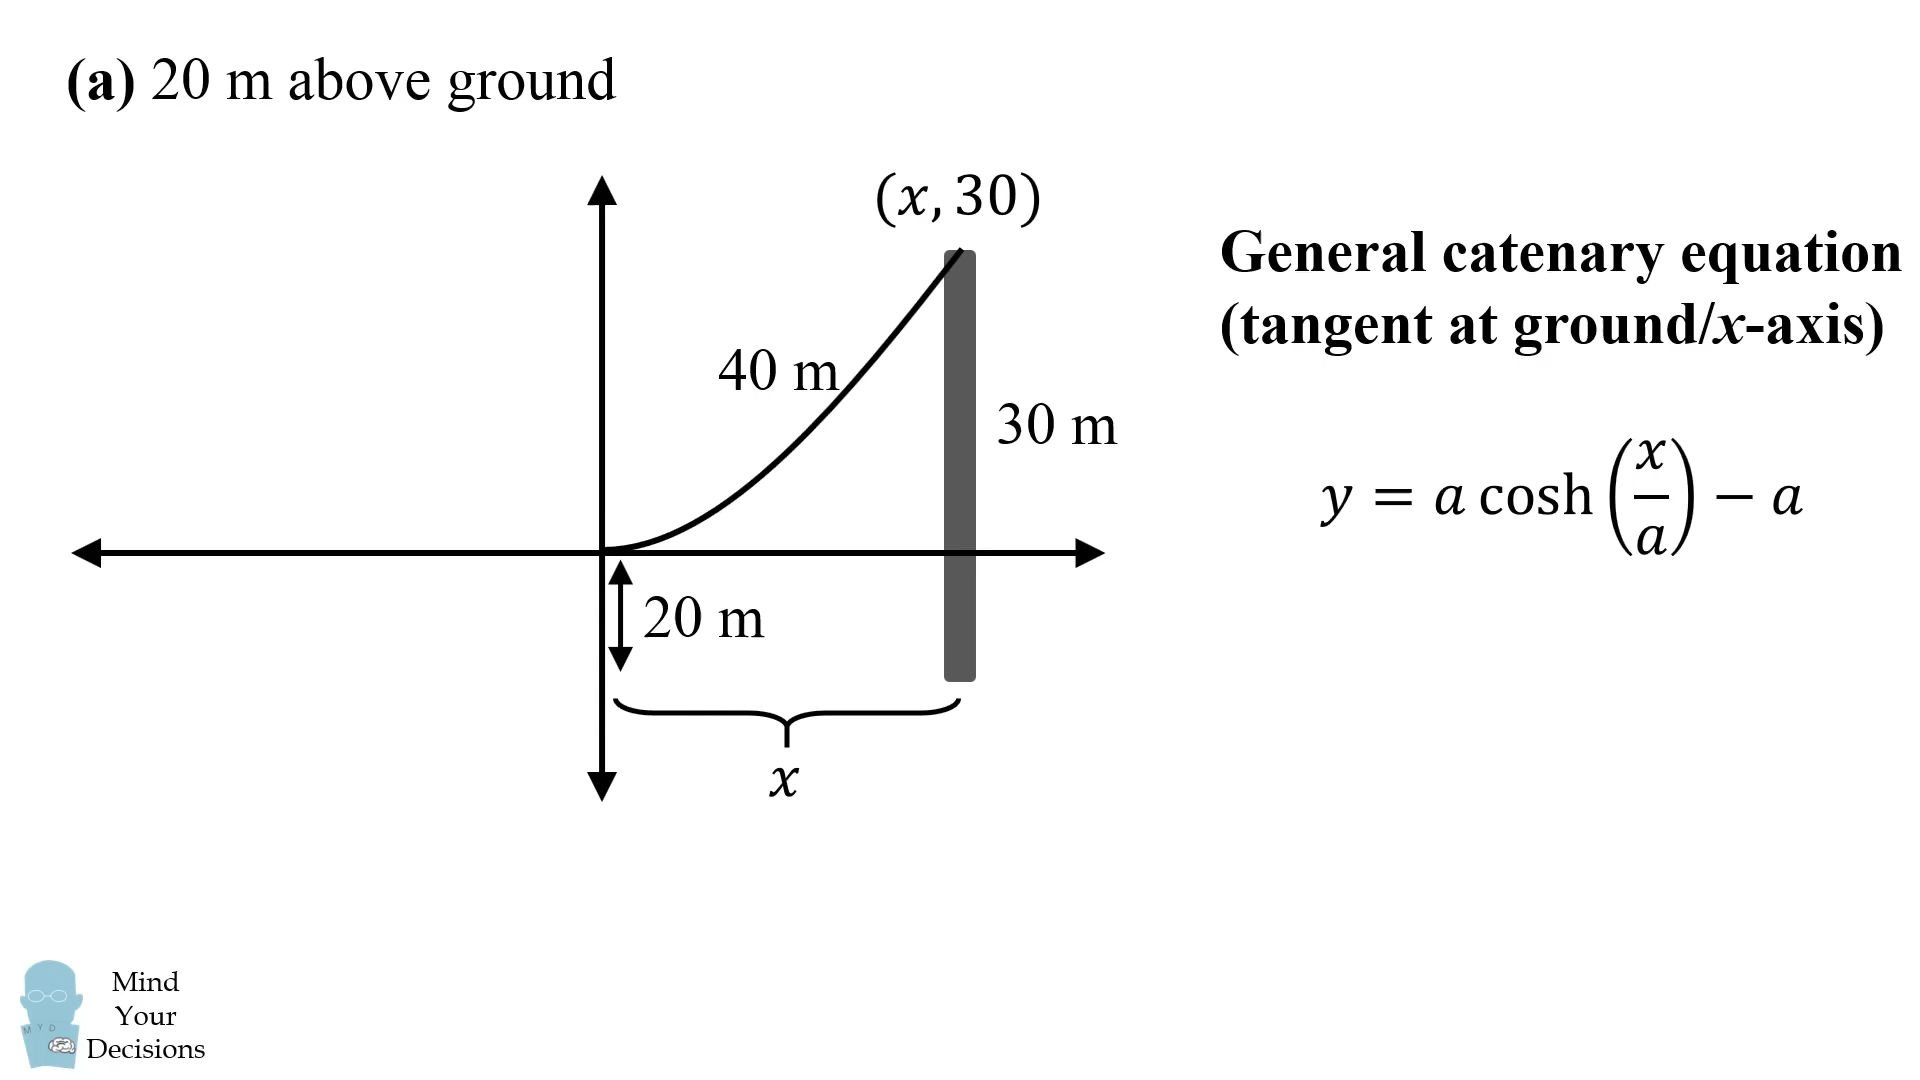 (a) 20 m above ground
(x, 30)
General catenary equation
(tangent at ground/x-axis)
40 m
30 m
y = a cosh (x/a) − a
20 m
x
M Y D
Mind
Your
Decisions